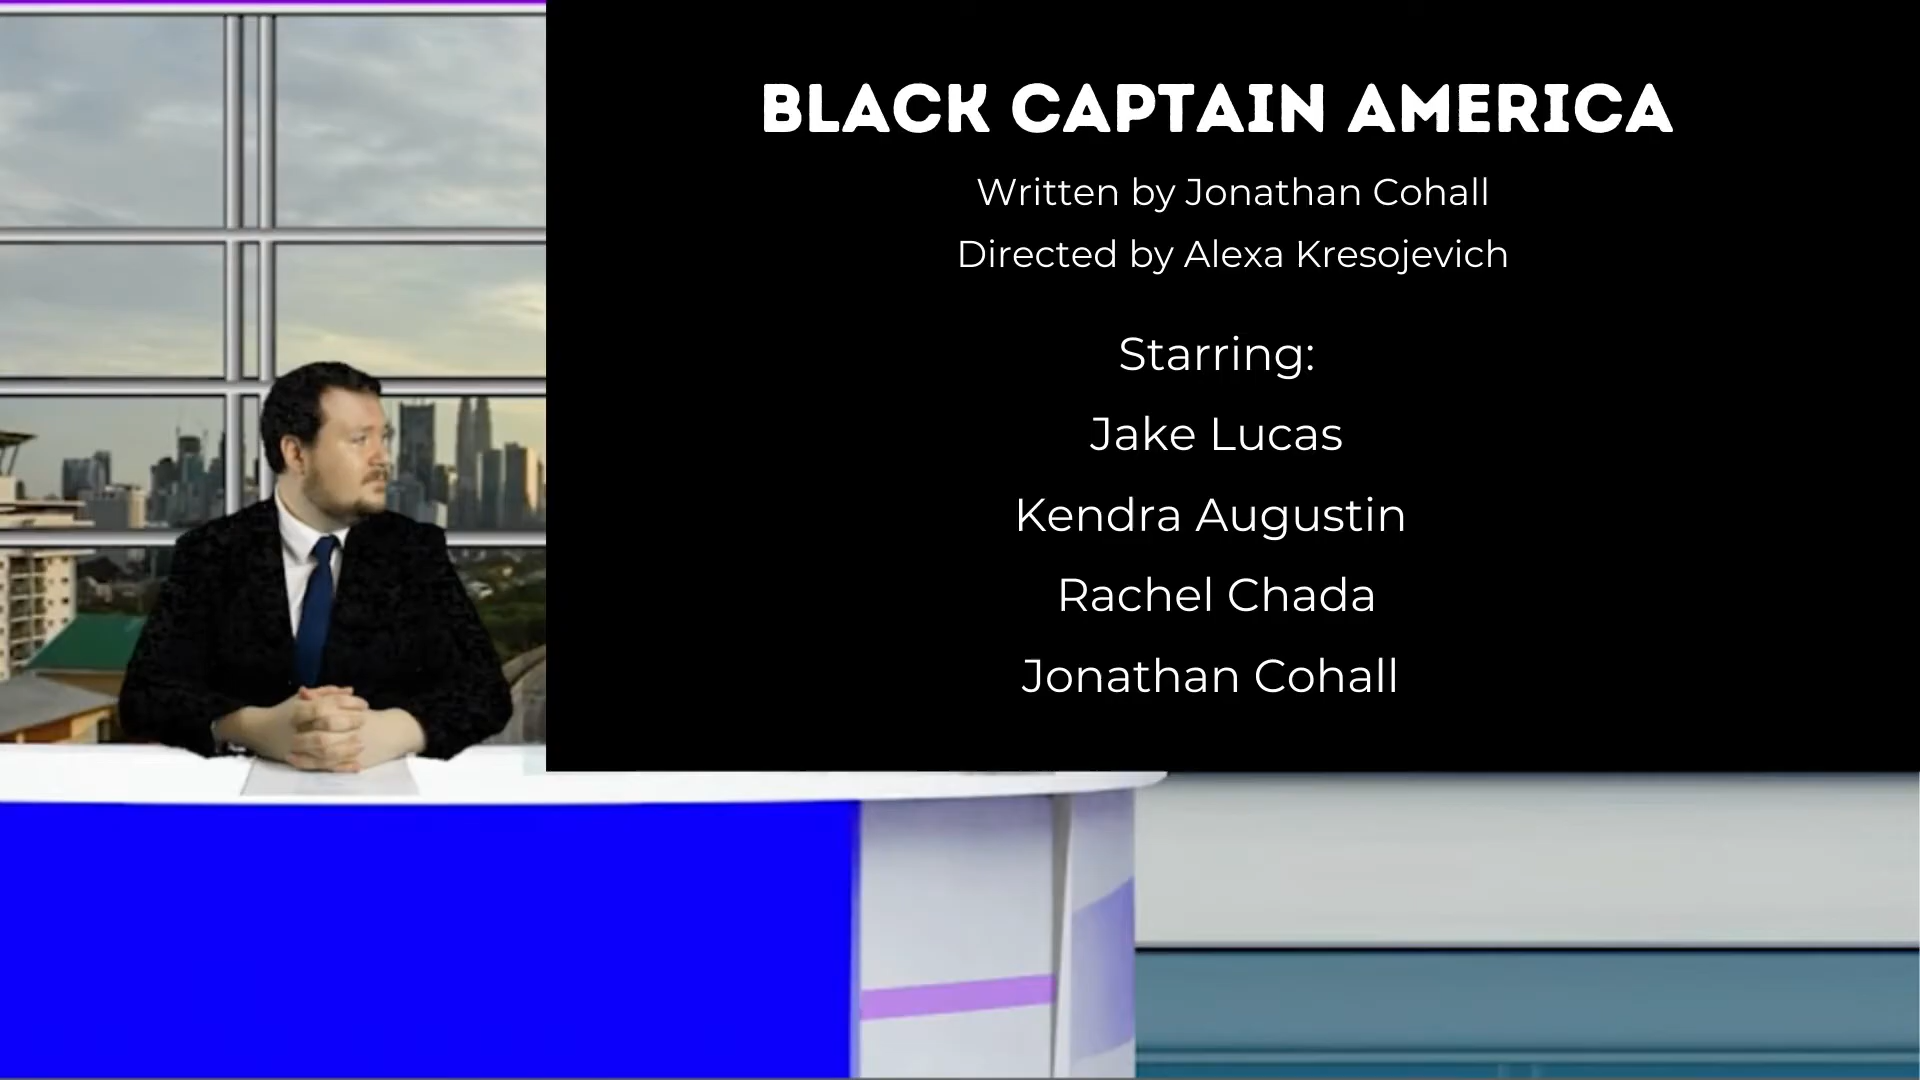 BLACK CAPTAIN AMERICA
Written by Jonathan Cohall
Directed by Alexa Kresojevich
Starring:
Jake Lucas
Kendra Augustin
Rachel Chada
Jonathan Cohall